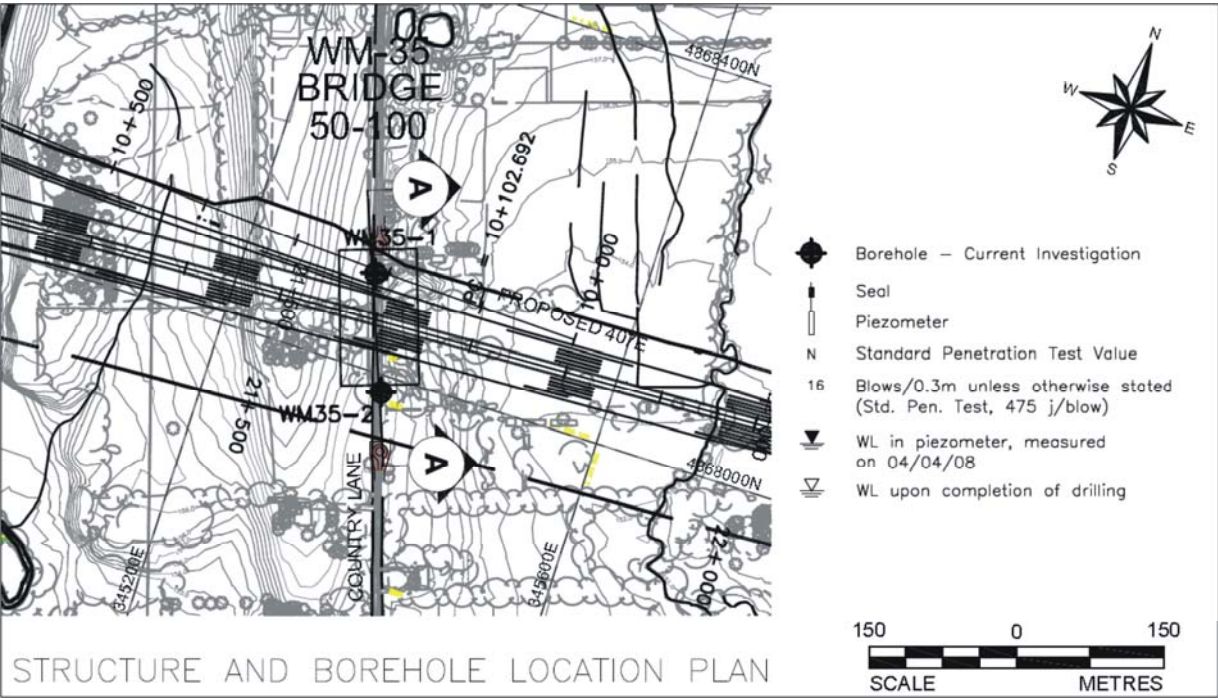 WM-35
BRIDGE
50-100
4868400N
10+500
10+102.692
A
WM35-1
10+000
PROPOSED 407E
WM35-2
21+500
A
4868000N
COUNTRY LANE
22+000
345200E
345600E
N
W
E
S
Borehole – Current Investigation
Seal
Piezometer
N Standard Penetration Test Value
16 Blows/0.3m unless otherwise stated
(Std. Pen. Test, 475 j/blow)
WL in piezometer, measured
on 04/04/08
WL upon completion of drilling
150 0 150
SCALE METRES
STRUCTURE AND BOREHOLE LOCATION PLAN